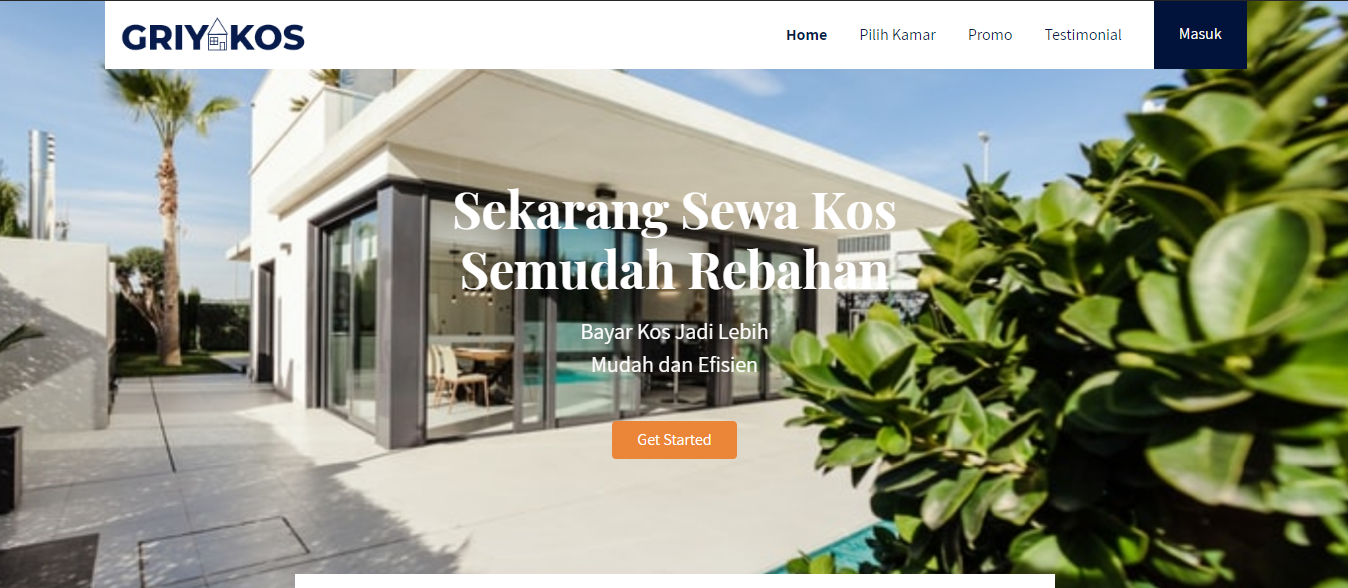 GRIYAKOS
Home
Pilih Kamar
Promo
Testimonial
Masuk
Sekarang Sewa Kos
Semudah Rebahan
Bayar Kos Jadi Lebih
Mudah dan Efisien
Get Started